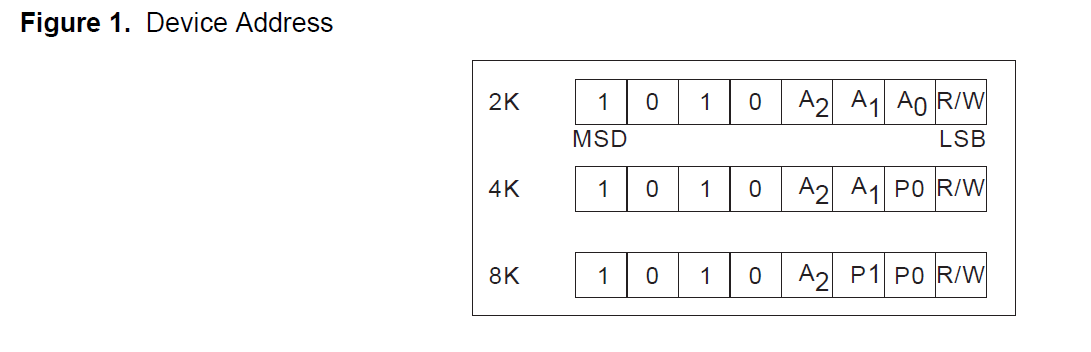 Figure 1. Device Address
2K 1 0 1 0 A2 A1 A0 R/W
MSD LSB
4K 1 0 1 0 A2 A1 P0 R/W
8K 1 0 1 0 A2 P1 P0 R/W